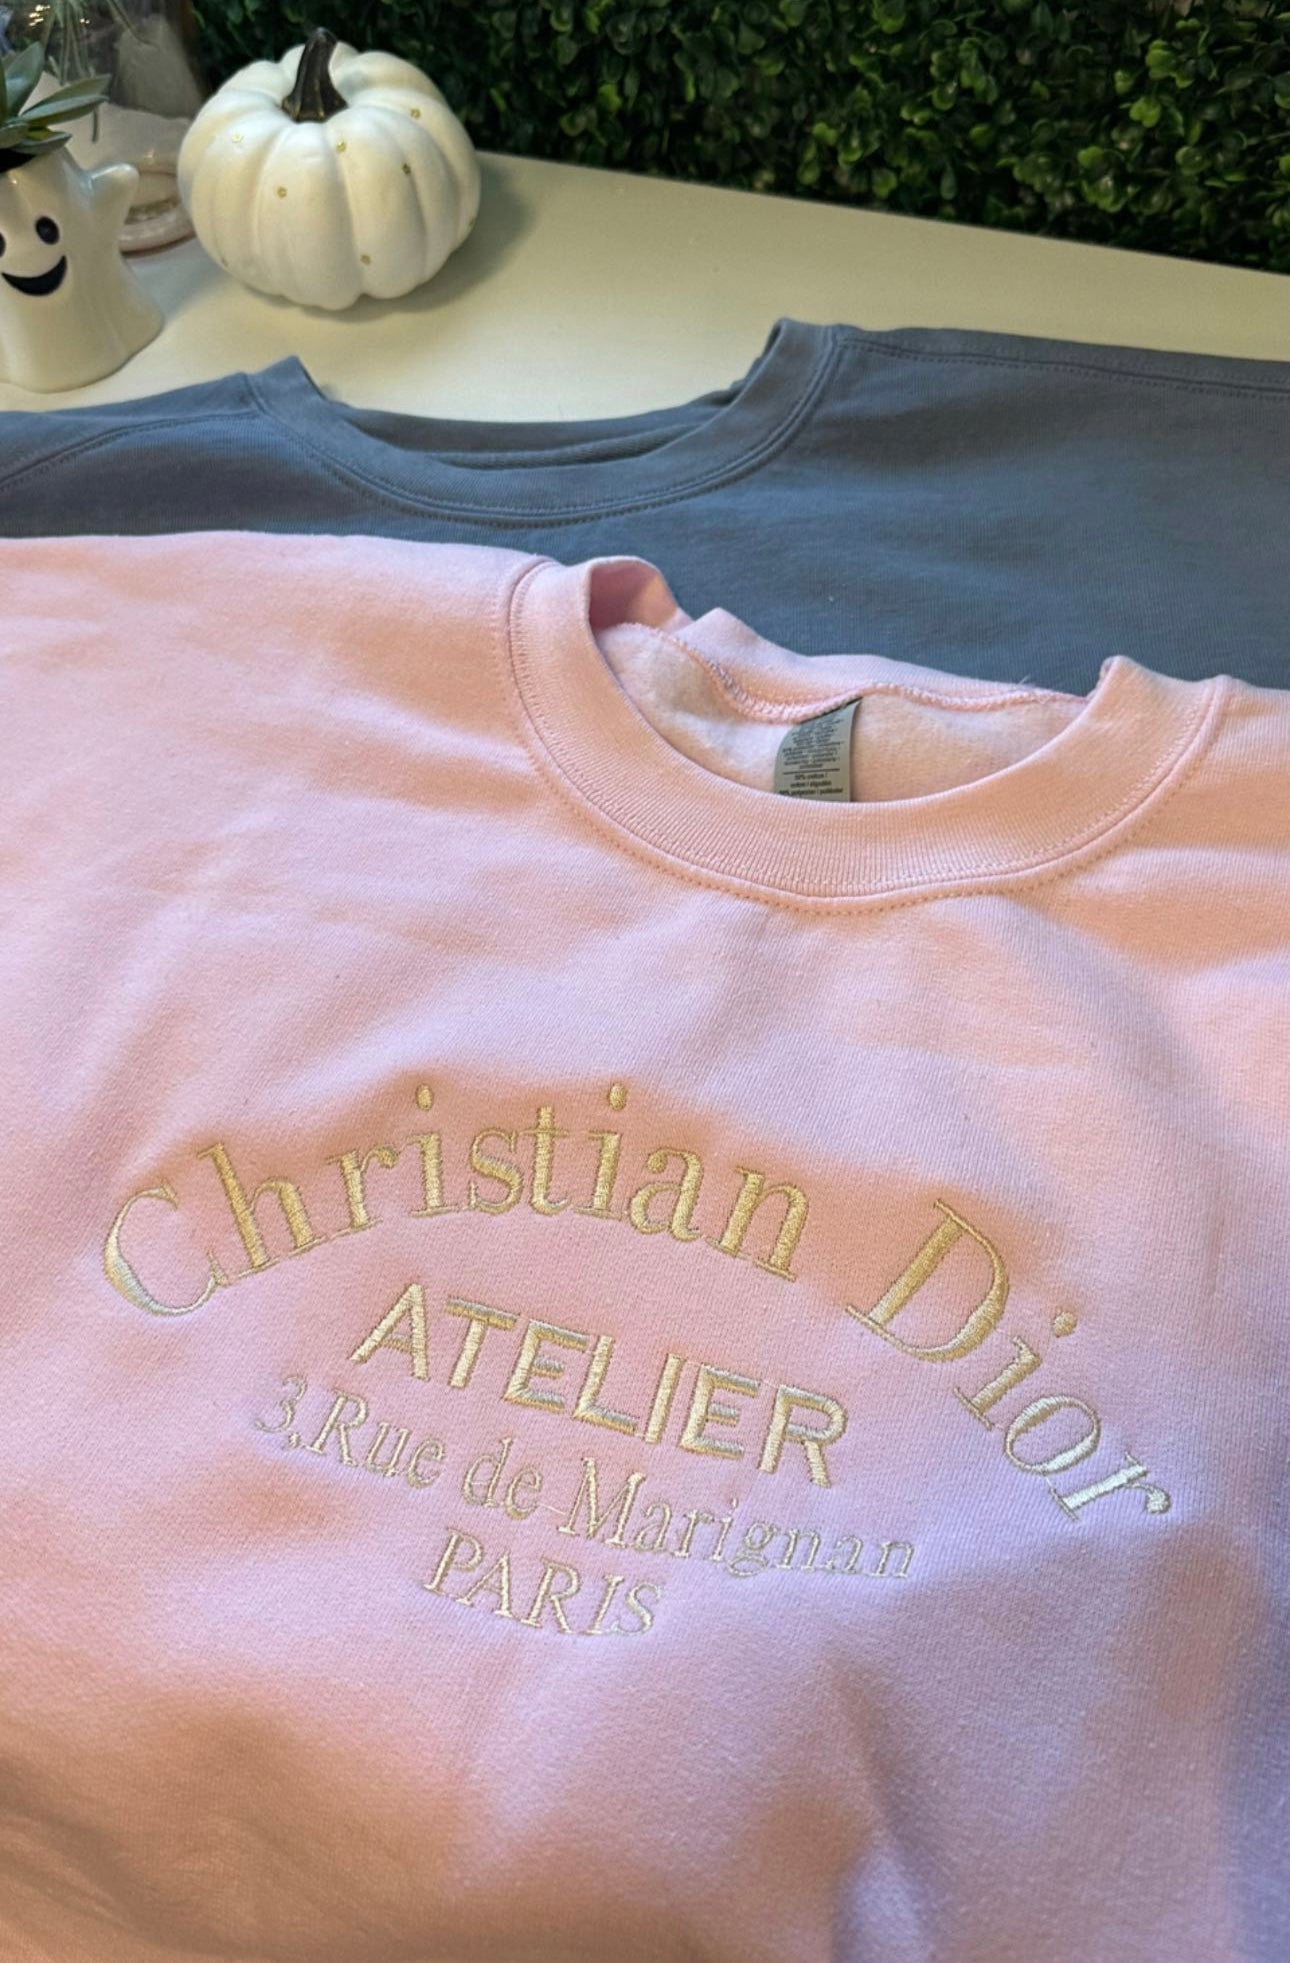 Christian Dior
ATELIER
3,Rue de Marignan
PARIS